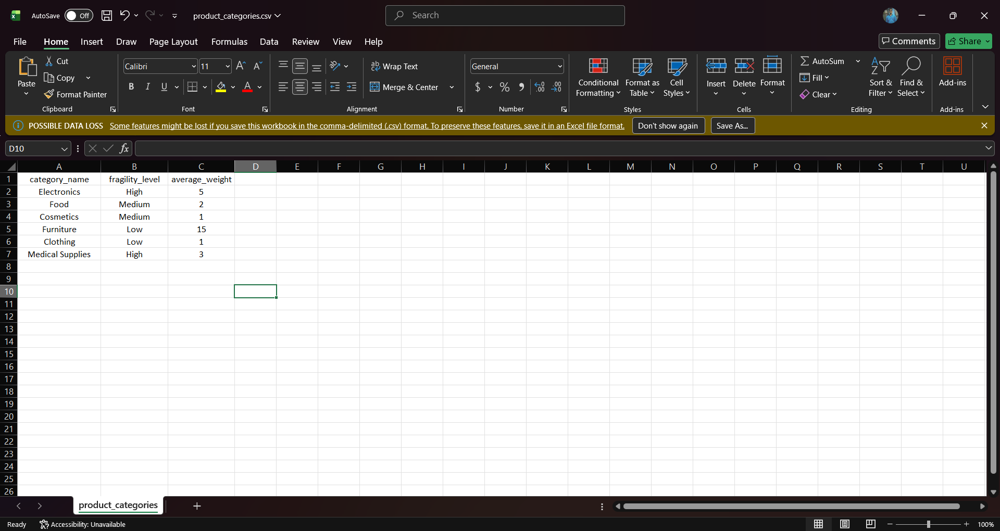 AutoSave Off product_categories.csv Search
File Home Insert Draw Page Layout Formulas Data Review View Help Comments Share
Paste
Cut
Copy
Format Painter
Clipboard
Calibri 11
B I U A
Font
Wrap Text
Merge & Center
Alignment
General
$ % , .00 .00
Number
Conditional Formatting
Format as Table
Cell Styles
Styles
Insert
Delete
Format
Cells
AutoSum
Fill
Clear
Sort & Filter
Find & Select
Editing
Add-ins
Add-ins
POSSIBLE DATA LOSS Some features might be lost if you save this workbook in the comma-delimited (.csv) format. To preserve these features, save it in an Excel file format. Don't show again Save As...
D10 fx
A B C D E F G H I J K L M N O P Q R S T U
1 category_name fragility_level average_weight
2 Electronics High 5
3 Food Medium 2
4 Cosmetics Medium 1
5 Furniture Low 15
6 Clothing Low 1
7 Medical Supplies High 3
8
9
10
11
12
13
14
15
16
17
18
19
20
21
22
23
24
25
26
product_categories
Ready Accessibility: Unavailable 100%